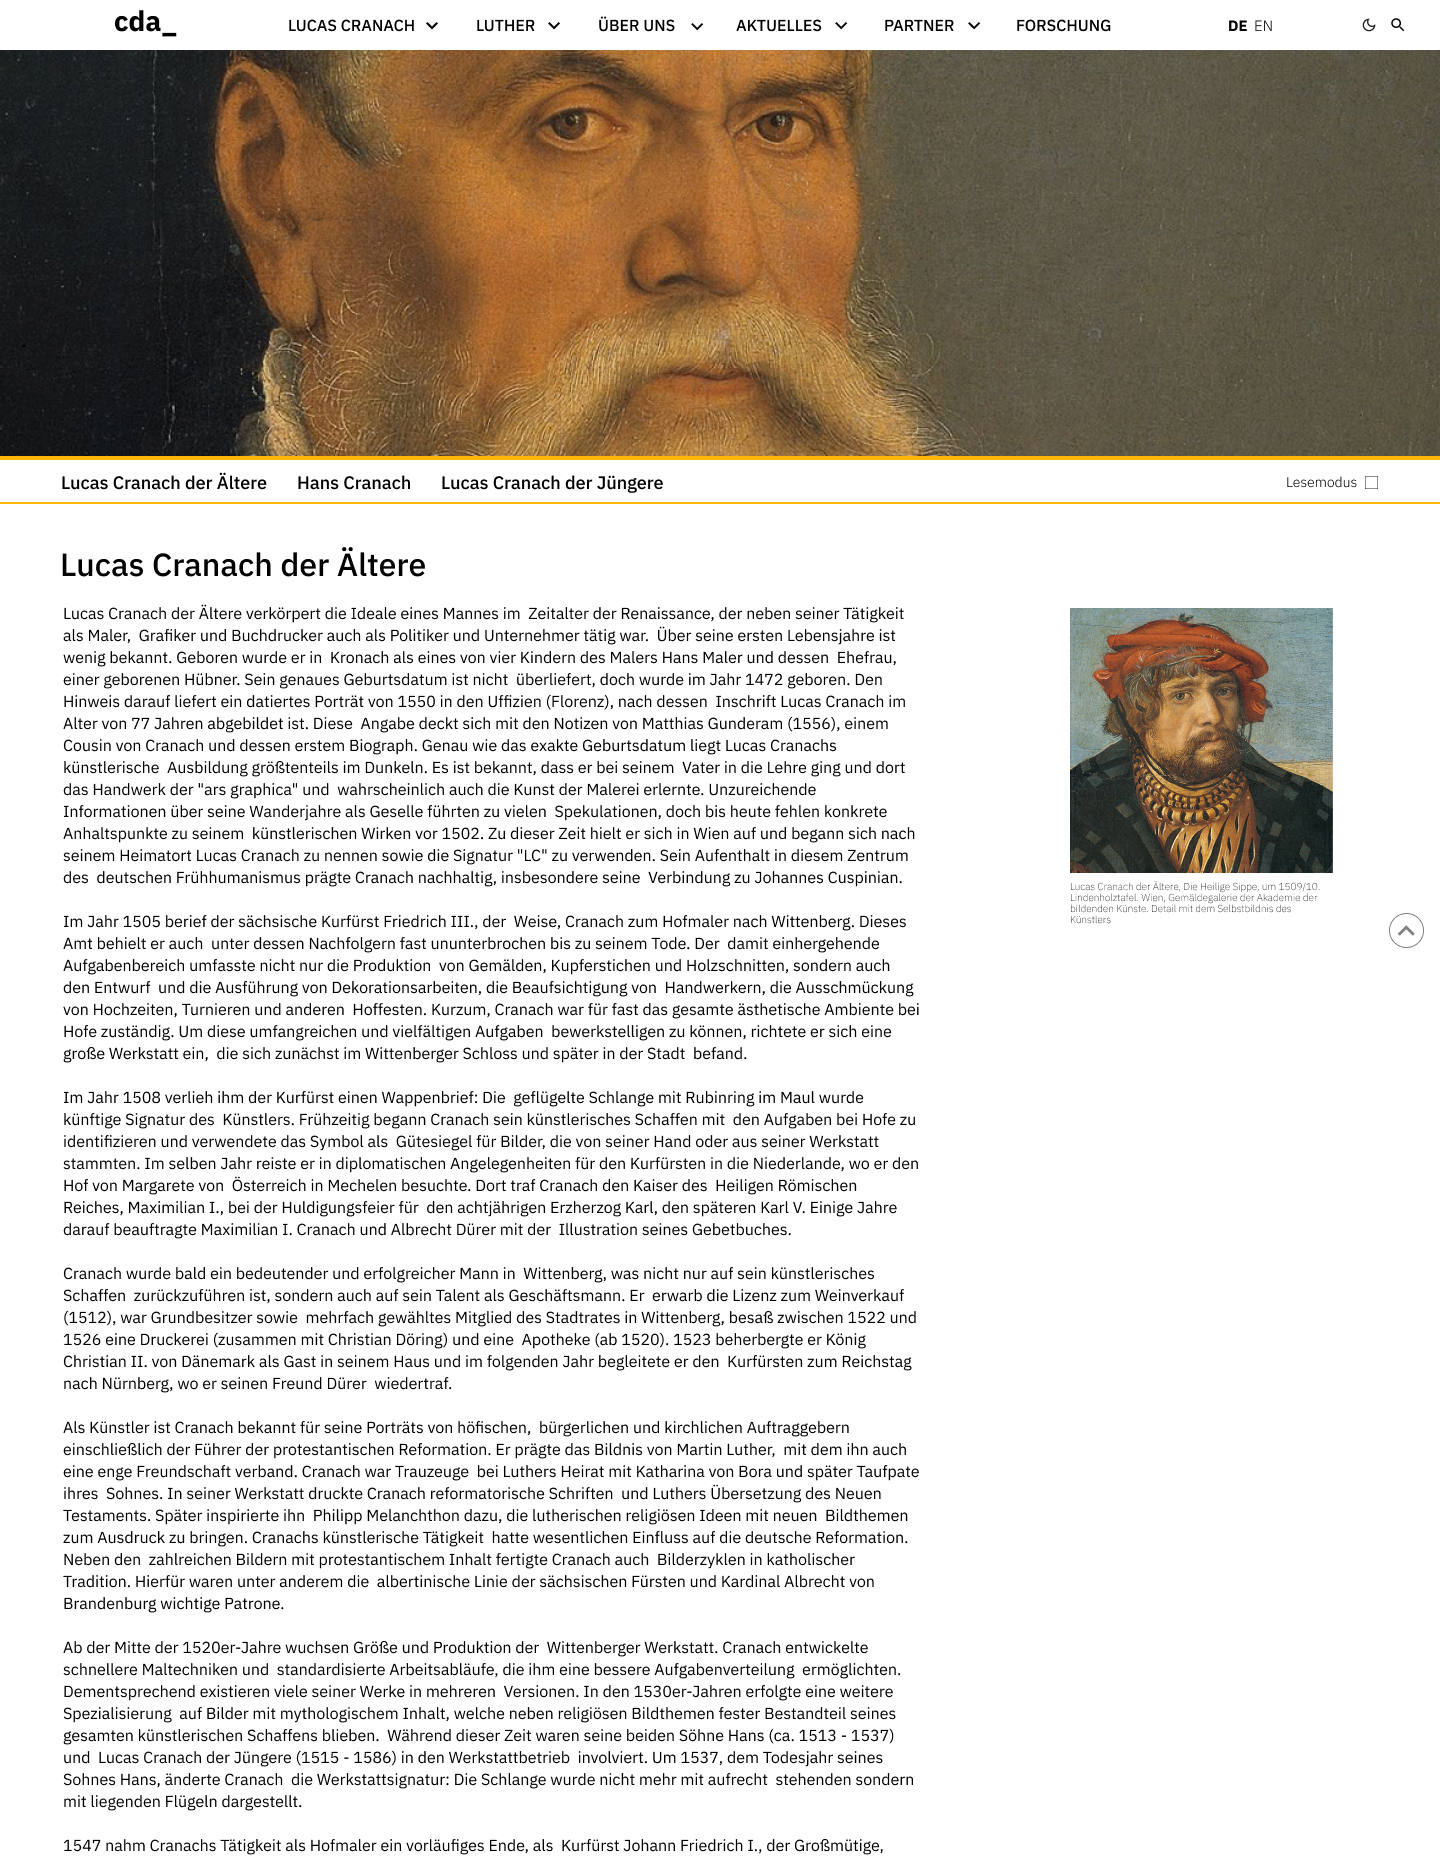 cda_
LUCAS CRANACH
LUTHER
ÜBER UNS
AKTUELLES
PARTNER
FORSCHUNG
DE EN
Lucas Cranach der Ältere
Hans Cranach
Lucas Cranach der Jüngere
Lesemodus
Lucas Cranach der Ältere
Lucas Cranach der Ältere verkörpert die Ideale eines Mannes im Zeitalter der Renaissance, der neben seiner Tätigkeit
als Maler, Grafiker und Buchdrucker auch als Politiker und Unternehmer tätig war. Über seine ersten Lebensjahre ist
wenig bekannt. Geboren wurde er in Kronach als eines von vier Kindern des Malers Hans Maler und dessen Ehefrau,
einer geborenen Hübner. Sein genaues Geburtsdatum ist nicht überliefert, doch wurde im Jahr 1472 geboren. Den
Hinweis darauf liefert ein datiertes Porträt von 1550 in den Uffizien (Florenz), nach dessen Inschrift Lucas Cranach im
Alter von 77 Jahren abgebildet ist. Diese Angabe deckt sich mit den Notizen von Matthias Gunderam (1556), einem
Cousin von Cranach und dessen erstem Biograph. Genau wie das exakte Geburtsdatum liegt Lucas Cranachs
künstlerische Ausbildung größtenteils im Dunkeln. Es ist bekannt, dass er bei seinem Vater in die Lehre ging und dort
das Handwerk der "ars graphica" und wahrscheinlich auch die Kunst der Malerei erlernte. Unzureichende
Informationen über seine Wanderjahre als Geselle führten zu vielen Spekulationen, doch bis heute fehlen konkrete
Anhaltspunkte zu seinem künstlerischen Wirken vor 1502. Zu dieser Zeit hielt er sich in Wien auf und begann sich nach
seinem Heimatort Lucas Cranach zu nennen sowie die Signatur "LC" zu verwenden. Sein Aufenthalt in diesem Zentrum
des deutschen Frühhumanismus prägte Cranach nachhaltig, insbesondere seine Verbindung zu Johannes Cuspinian.
Im Jahr 1505 berief der sächsische Kurfürst Friedrich III., der Weise, Cranach zum Hofmaler nach Wittenberg. Dieses
Amt behielt er auch unter dessen Nachfolgern fast ununterbrochen bis zu seinem Tode. Der damit einhergehende
Aufgabenbereich umfasste nicht nur die Produktion von Gemälden, Kupferstichen und Holzschnitten, sondern auch
den Entwurf und die Ausführung von Dekorationsarbeiten, die Beaufsichtigung von Handwerkern, die Ausschmückung
von Hochzeiten, Turnieren und anderen Hoffesten. Kurzum, Cranach war für fast das gesamte ästhetische Ambiente bei
Hofe zuständig. Um diese umfangreichen und vielfältigen Aufgaben bewerkstelligen zu können, richtete er sich eine
große Werkstatt ein, die sich zunächst im Wittenberger Schloss und später in der Stadt befand.
Im Jahr 1508 verlieh ihm der Kurfürst einen Wappenbrief: Die geflügelte Schlange mit Rubinring im Maul wurde
künftige Signatur des Künstlers. Frühzeitig begann Cranach sein künstlerisches Schaffen mit den Aufgaben bei Hofe zu
identifizieren und verwendete das Symbol als Gütesiegel für Bilder, die von seiner Hand oder aus seiner Werkstatt
stammten. Im selben Jahr reiste er in diplomatischen Angelegenheiten für den Kurfürsten in die Niederlande, wo er den
Hof von Margarete von Österreich in Mechelen besuchte. Dort traf Cranach den Kaiser des Heiligen Römischen
Reiches, Maximilian I., bei der Huldigungsfeier für den achtjährigen Erzherzog Karl, den späteren Karl V. Einige Jahre
darauf beauftragte Maximilian I. Cranach und Albrecht Dürer mit der Illustration seines Gebetbuches.
Cranach wurde bald ein bedeutender und erfolgreicher Mann in Wittenberg, was nicht nur auf sein künstlerisches
Schaffen zurückzuführen ist, sondern auch auf sein Talent als Geschäftsmann. Er erwarb die Lizenz zum Weinverkauf
(1512), war Grundbesitzer sowie mehrfach gewähltes Mitglied des Stadtrates in Wittenberg, besaß zwischen 1522 und
1526 eine Druckerei (zusammen mit Christian Döring) und eine Apotheke (ab 1520). 1523 beherbergte er König
Christian II. von Dänemark als Gast in seinem Haus und im folgenden Jahr begleitete er den Kurfürsten zum Reichstag
nach Nürnberg, wo er seinen Freund Dürer wiedertraf.
Als Künstler ist Cranach bekannt für seine Porträts von höfischen, bürgerlichen und kirchlichen Auftraggebern
einschließlich der Führer der protestantischen Reformation. Er prägte das Bildnis von Martin Luther, mit dem ihn auch
eine enge Freundschaft verband. Cranach war Trauzeuge bei Luthers Heirat mit Katharina von Bora und später Taufpate
ihres Sohnes. In seiner Werkstatt druckte Cranach reformatorische Schriften und Luthers Übersetzung des Neuen
Testaments. Später inspirierte ihn Philipp Melanchthon dazu, die lutherischen religiösen Ideen mit neuen Bildthemen
zum Ausdruck zu bringen. Cranachs künstlerische Tätigkeit hatte wesentlichen Einfluss auf die deutsche Reformation.
Neben den zahlreichen Bildern mit protestantischem Inhalt fertigte Cranach auch Bilderzyklen in katholischer
Tradition. Hierfür waren unter anderem die albertinische Linie der sächsischen Fürsten und Kardinal Albrecht von
Brandenburg wichtige Patrone.
Ab der Mitte der 1520er-Jahre wuchsen Größe und Produktion der Wittenberger Werkstatt. Cranach entwickelte
schnellere Maltechniken und standardisierte Arbeitsabläufe, die ihm eine bessere Aufgabenverteilung ermöglichten.
Dementsprechend existieren viele seiner Werke in mehreren Versionen. In den 1530er-Jahren erfolgte eine weitere
Spezialisierung auf Bilder mit mythologischem Inhalt, welche neben religiösen Bildthemen fester Bestandteil seines
gesamten künstlerischen Schaffens blieben. Während dieser Zeit waren seine beiden Söhne Hans (ca. 1513 - 1537)
und Lucas Cranach der Jüngere (1515 - 1586) in den Werkstattbetrieb involviert. Um 1537, dem Todesjahr seines
Sohnes Hans, änderte Cranach die Werkstattsignatur: Die Schlange wurde nicht mehr mit aufrecht stehenden sondern
mit liegenden Flügeln dargestellt.
1547 nahm Cranachs Tätigkeit als Hofmaler ein vorläufiges Ende, als Kurfürst Johann Friedrich I., der Großmütige,
Lucas Cranach der Ältere, Die Heilige Sippe, um 1509/10.
Lindenholztafel. Wien, Gemäldegalerie der Akademie der
bildenden Künste. Detail mit dem Selbstbildnis des
Künstlers